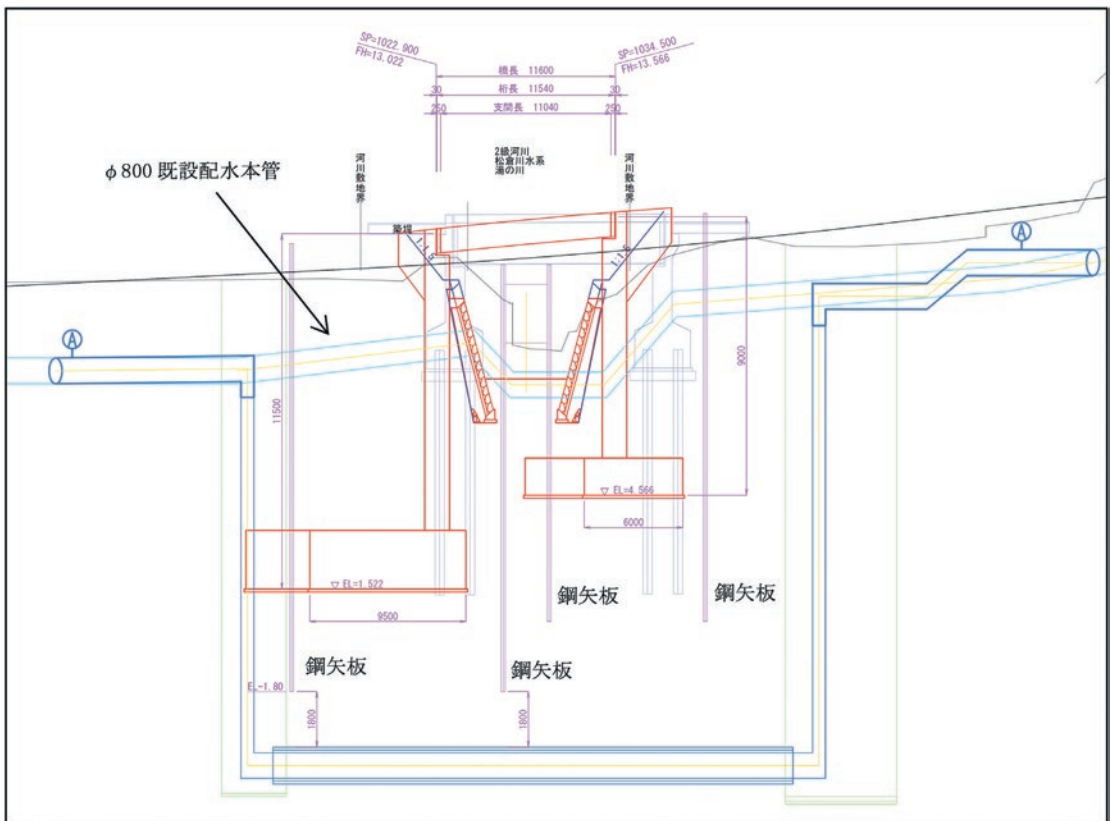 SP=1022.900
FH=13.022
SP=1034.500
FH=13.566
橋長 11600
30 桁長 11540 30
250 支間長 11040 250
2級河川
松倉川水系
湯の川
河川敷地界
河川敷地界
φ800 既設配水本管
築堤
1:1.5
1:1.5
A
A
11500
9000
EL=4.566
6000
EL=1.522
9500
鋼矢板
鋼矢板
鋼矢板
鋼矢板
EL-1.80
1800
1800